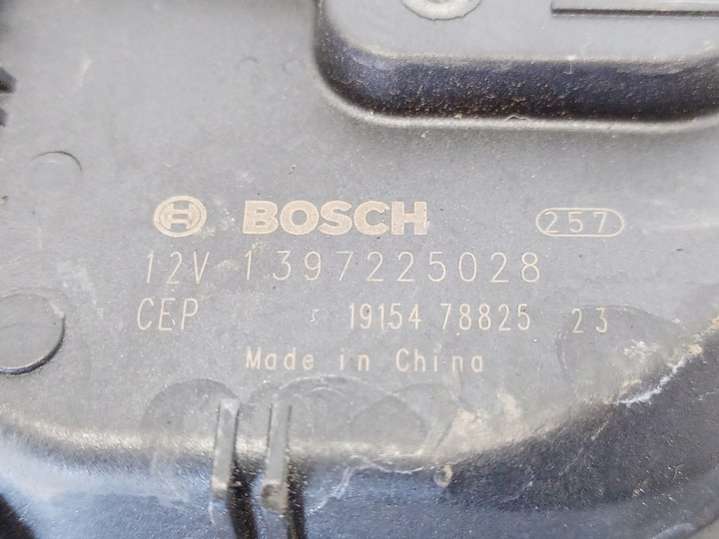 BOSCH 257
12V 1397225028
CEP 19154 78825 23
Made in China